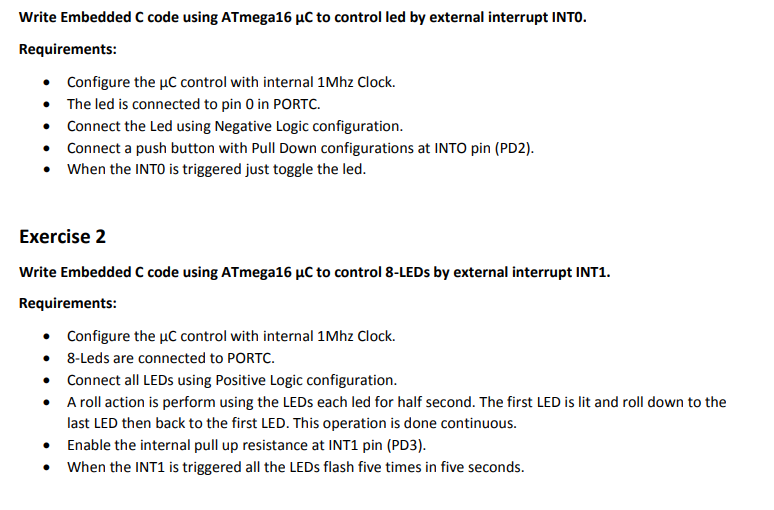 Write Embedded C code using ATmega16 μC to control led by external interrupt INT0.
Requirements:
• Configure the μC control with internal 1Mhz Clock.
• The led is connected to pin 0 in PORTC.
• Connect the Led using Negative Logic configuration.
• Connect a push button with Pull Down configurations at INTO pin (PD2).
• When the INT0 is triggered just toggle the led.
Exercise 2
Write Embedded C code using ATmega16 μC to control 8-LEDs by external interrupt INT1.
Requirements:
• Configure the μC control with internal 1Mhz Clock.
• 8-Leds are connected to PORTC.
• Connect all LEDs using Positive Logic configuration.
• A roll action is perform using the LEDs each led for half second. The first LED is lit and roll down to the
last LED then back to the first LED. This operation is done continuous.
• Enable the internal pull up resistance at INT1 pin (PD3).
• When the INT1 is triggered all the LEDs flash five times in five seconds.